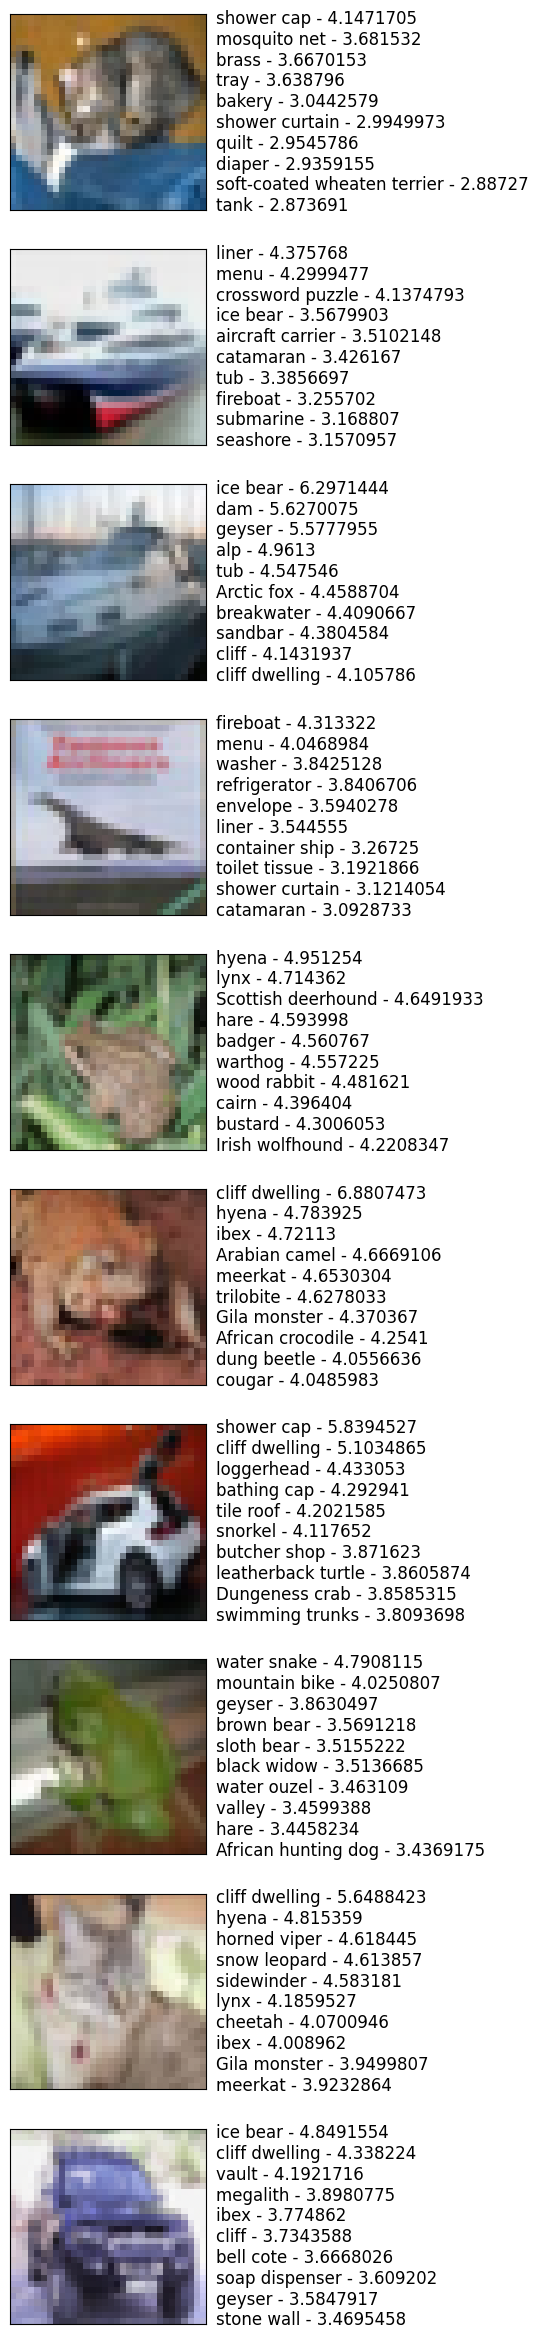 shower cap - 4.1471705
mosquito net - 3.681532
brass - 3.6670153
tray - 3.638796
bakery - 3.0442579
shower curtain - 2.9949973
quilt - 2.9545786
diaper - 2.9359155
soft-coated wheaten terrier - 2.88727
tank - 2.873691
liner - 4.375768
menu - 4.2999477
crossword puzzle - 4.1374793
ice bear - 3.5679903
aircraft carrier - 3.5102148
catamaran - 3.426167
tub - 3.3856697
fireboat - 3.255702
submarine - 3.168807
seashore - 3.1570957
ice bear - 6.2971444
dam - 5.6270075
geyser - 5.5777955
alp - 4.9613
tub - 4.547546
Arctic fox - 4.4588704
breakwater - 4.4090667
sandbar - 4.3804584
cliff - 4.1431937
cliff dwelling - 4.105786
fireboat - 4.313322
menu - 4.0468984
washer - 3.8425128
refrigerator - 3.8406706
envelope - 3.5940278
liner - 3.544555
container ship - 3.26725
toilet tissue - 3.1921866
shower curtain - 3.1214054
catamaran - 3.0928733
hyena - 4.951254
lynx - 4.714362
Scottish deerhound - 4.6491933
hare - 4.593998
badger - 4.560767
warthog - 4.557225
wood rabbit - 4.481621
cairn - 4.396404
bustard - 4.3006053
Irish wolfhound - 4.2208347
cliff dwelling - 6.8807473
hyena - 4.783925
ibex - 4.72113
Arabian camel - 4.6669106
meerkat - 4.6530304
trilobite - 4.6278033
Gila monster - 4.370367
African crocodile - 4.2541
dung beetle - 4.0556636
cougar - 4.0485983
shower cap - 5.8394527
cliff dwelling - 5.1034865
loggerhead - 4.433053
bathing cap - 4.292941
tile roof - 4.2021585
snorkel - 4.117652
butcher shop - 3.871623
leatherback turtle - 3.8605874
Dungeness crab - 3.8585315
swimming trunks - 3.8093698
water snake - 4.7908115
mountain bike - 4.0250807
geyser - 3.8630497
brown bear - 3.5691218
sloth bear - 3.5155222
black widow - 3.5136685
water ouzel - 3.463109
valley - 3.4599388
hare - 3.4458234
African hunting dog - 3.4369175
cliff dwelling - 5.6488423
hyena - 4.815359
horned viper - 4.618445
snow leopard - 4.613857
sidewinder - 4.583181
lynx - 4.1859527
cheetah - 4.0700946
ibex - 4.008962
Gila monster - 3.9499807
meerkat - 3.9232864
ice bear - 4.8491554
cliff dwelling - 4.338224
vault - 4.1921716
megalith - 3.8980775
ibex - 3.774862
cliff - 3.7343588
bell cote - 3.6668026
soap dispenser - 3.609202
geyser - 3.5847917
stone wall - 3.4695458